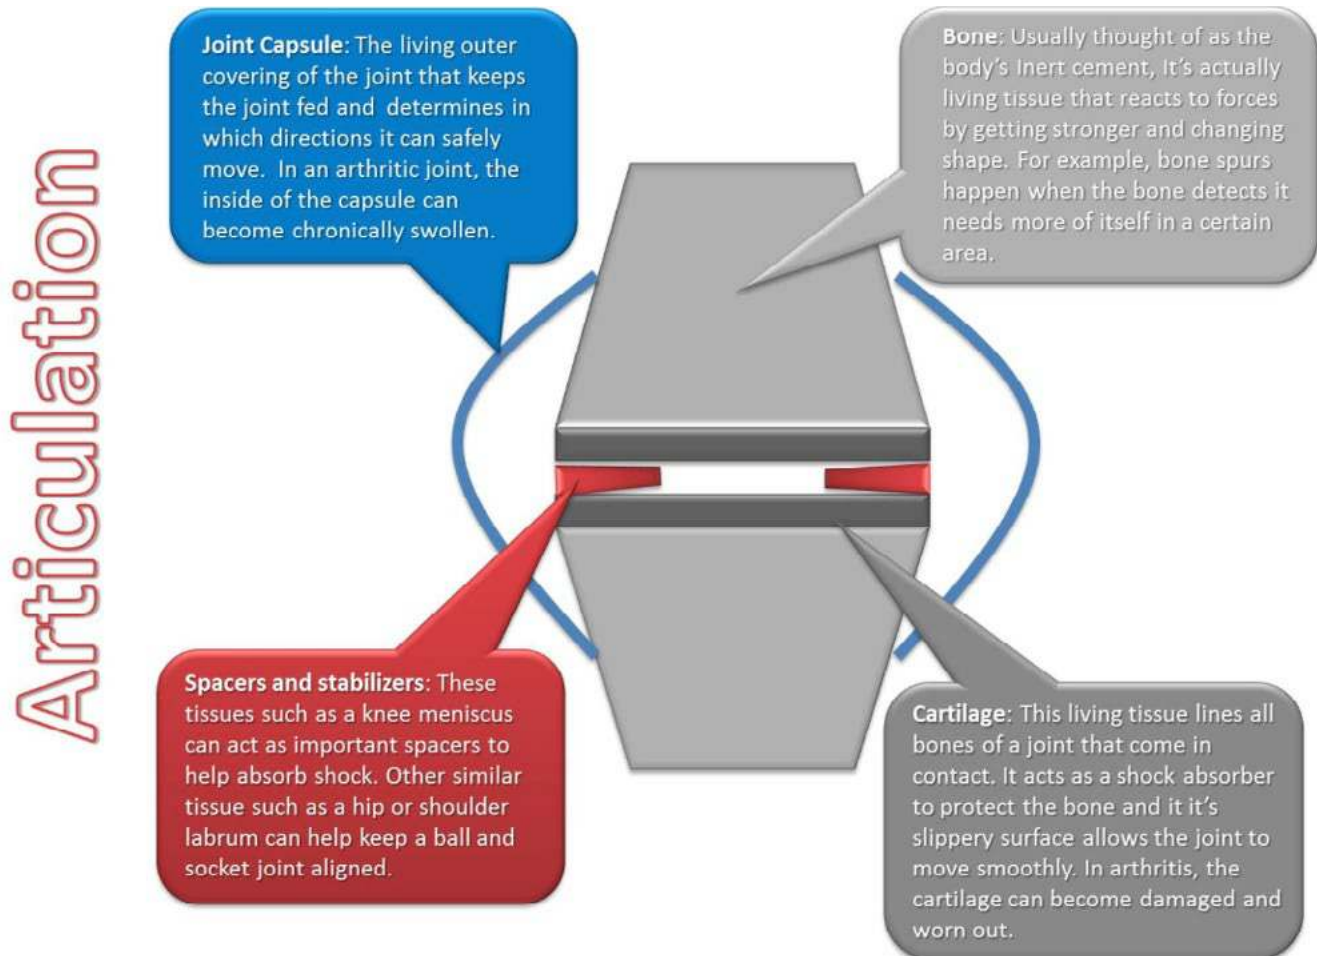 Articulation
Joint Capsule: The living outer
covering of the joint that keeps
the joint fed and determines in
which directions it can safely
move. In an arthritic joint, the
inside of the capsule can
become chronically swollen.
Bone: Usually thought of as the
body's Inert cement, It's actually
living tissue that reacts to forces
by getting stronger and changing
shape. For example, bone spurs
happen when the bone detects it
needs more of itself in a certain
area.
Spacers and stabilizers: These
tissues such as a knee meniscus
can act as important spacers to
help absorb shock. Other similar
tissue such as a hip or shoulder
labrum can help keep a ball and
socket joint aligned.
Cartilage: This living tissue lines all
bones of a joint that come in
contact. It acts as a shock absorber
to protect the bone and it it's
slippery surface allows the joint to
move smoothly. In arthritis, the
cartilage can become damaged and
worn out.